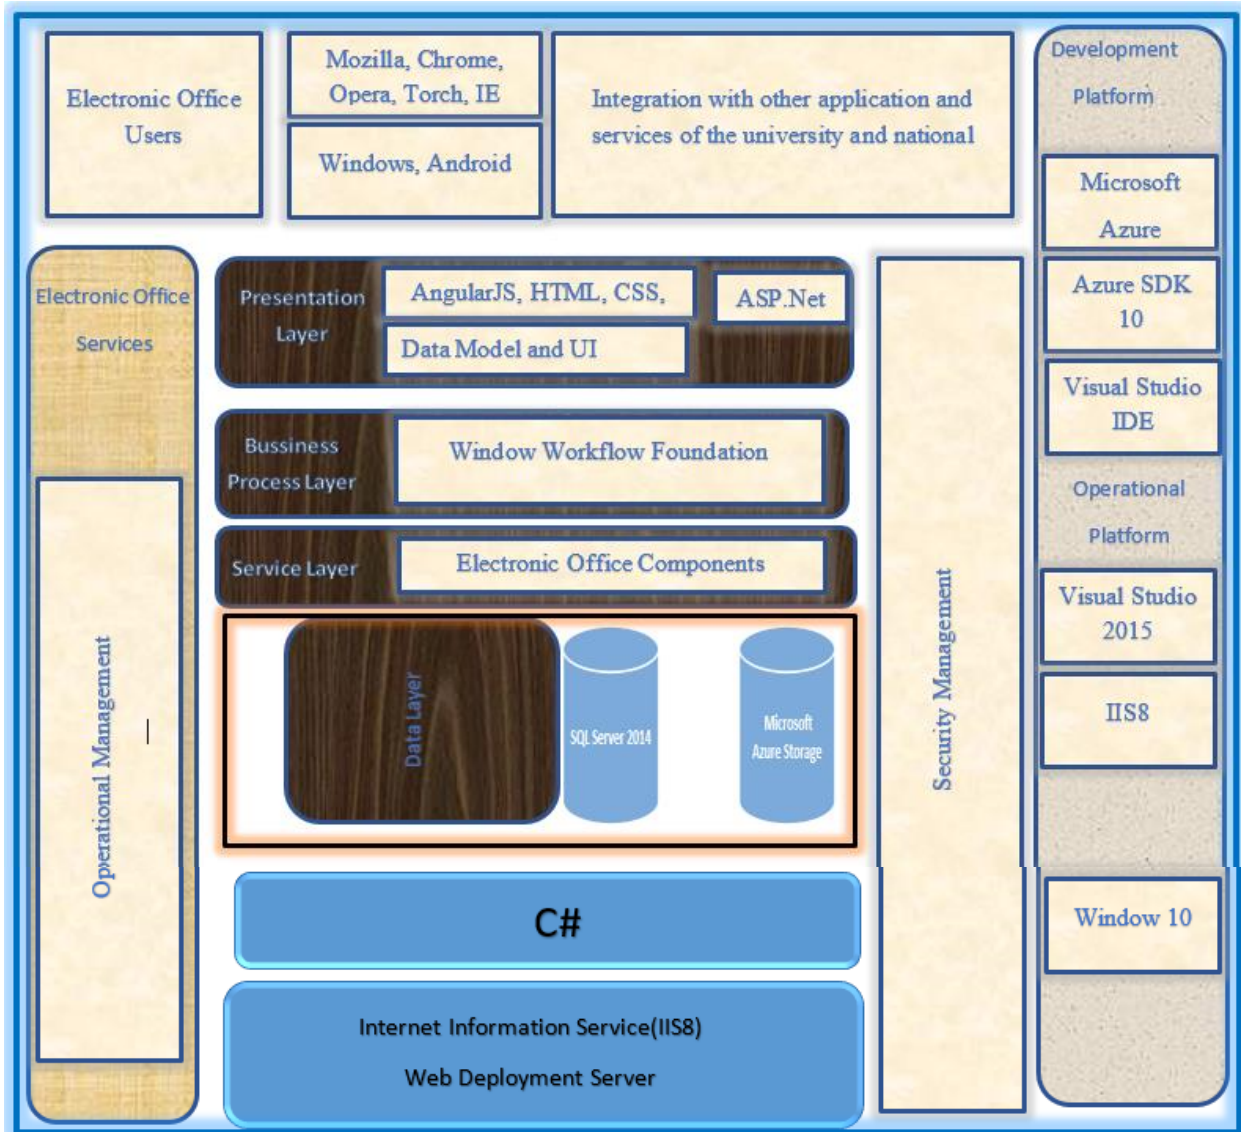 Electronic Office
Users
Mozilla, Chrome,
Opera, Torch, IE
Windows, Android
Integration with other application and
services of the university and national
Development
Platform
Microsoft
Azure
Azure SDK
10
Visual Studio
IDE
Operational
Platform
Visual Studio
2015
IIS8
Window 10
Electronic Office
Services
Operational Management
Presentation
Layer
AngularJS, HTML, CSS,
ASP.Net
Data Model and UI
Bussiness
Process Layer
Window Workflow Foundation
Service Layer
Electronic Office Components
Data Layer
SQL Server 2014
Microsoft
Azure Storage
Security Management
C#
Internet Information Service(IIS8)
Web Deployment Server